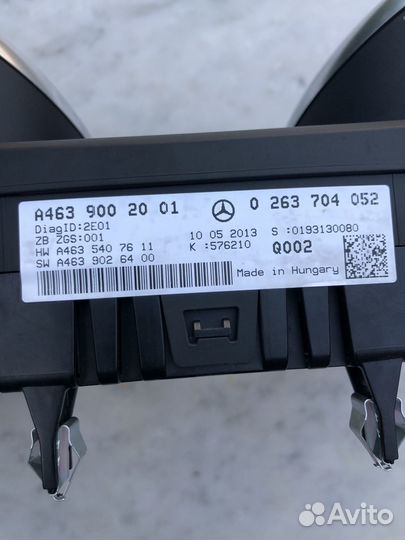 A463 900 20 01 0 263 704 052
DiagID:2E01
ZB ZGS:001 10 05 2013 S :0193130080
HW A463 540 76 11 K :576210 Q002
SW A463 902 64 00
Made in Hungary
Avito